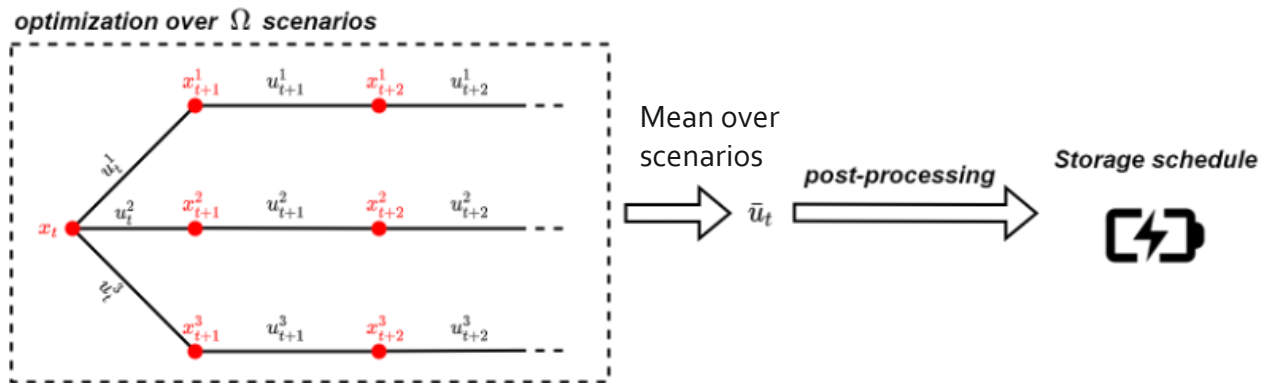 optimization over Ω scenarios
x_{t+1}^1 u_{t+1}^1 x_{t+2}^1 u_{t+2}^1
u_t^1
x_t u_t^2 x_{t+1}^2 u_{t+1}^2 x_{t+2}^2 u_{t+2}^2
u_t^3
x_{t+1}^3 u_{t+1}^3 x_{t+2}^3 u_{t+2}^3
Mean over
scenarios
ū_t
post-processing
Storage schedule